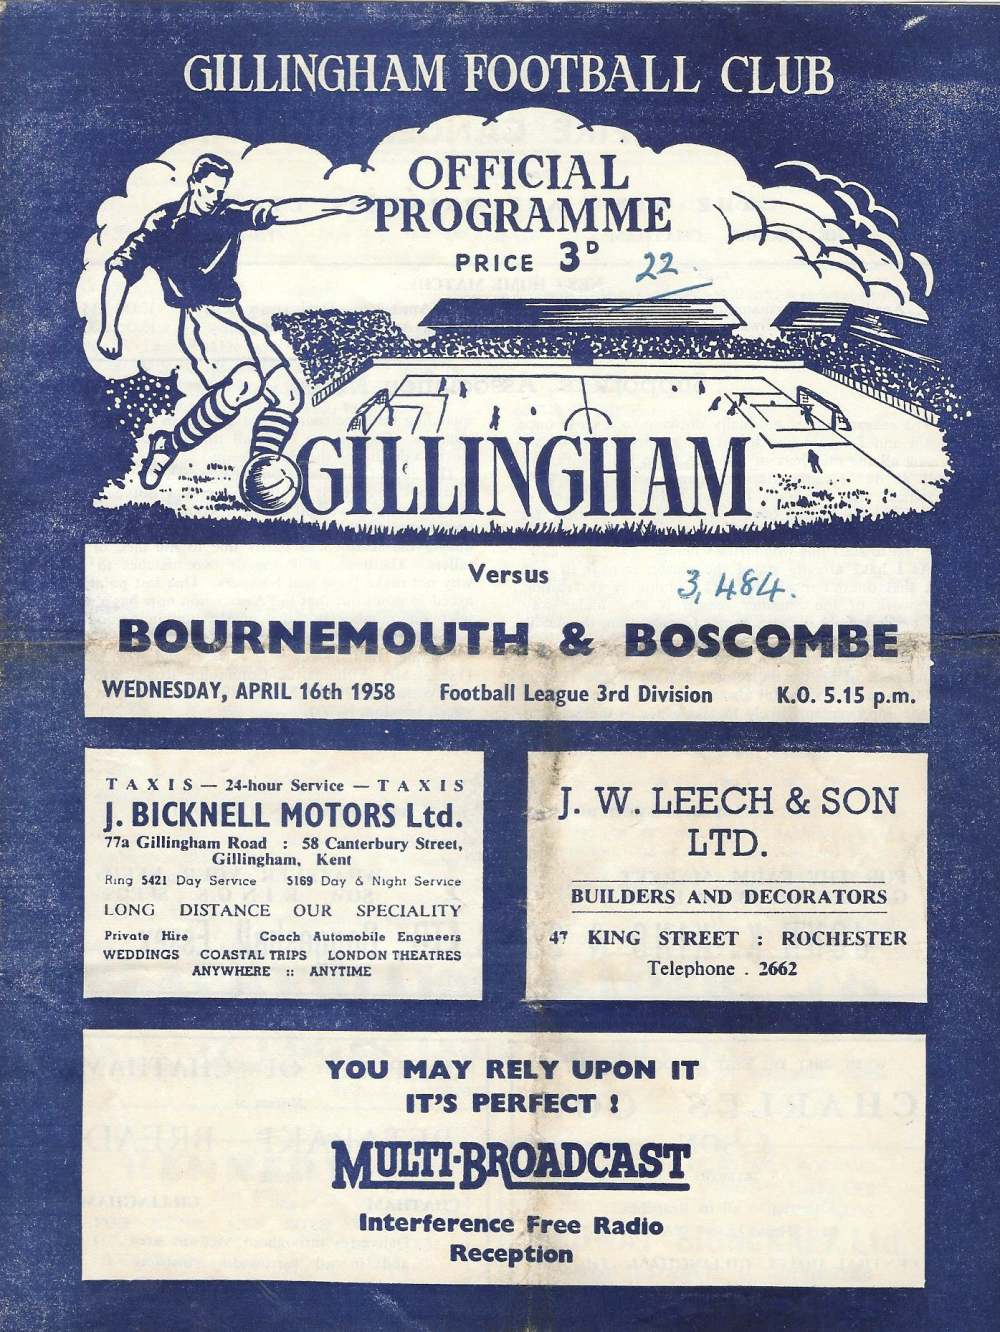 GILLINGHAM FOOTBALL CLUB
OFFICIAL
PROGRAMME
PRICE 3D
22.
GILLINGHAM
Versus
3,484.
BOURNEMOUTH & BOSCOMBE
WEDNESDAY, APRIL 16th 1958 Football League 3rd Division K.O. 5.15 p.m.
TAXIS — 24-hour Service — TAXIS
J. BICKNELL MOTORS Ltd.
77a Gillingham Road : 58 Canterbury Street,
Gillingham, Kent
Ring 5421 Day Service 5169 Day & Night Service
LONG DISTANCE OUR SPECIALITY
Private Hire Coach Automobile Engineers
WEDDINGS COASTAL TRIPS LONDON THEATRES
ANYWHERE :: ANYTIME
J. W. LEECH & SON
LTD.
BUILDERS AND DECORATORS
47 KING STREET : ROCHESTER
Telephone . 2662
YOU MAY RELY UPON IT
IT'S PERFECT !
MULTI-BROADCAST
Interference Free Radio
Reception